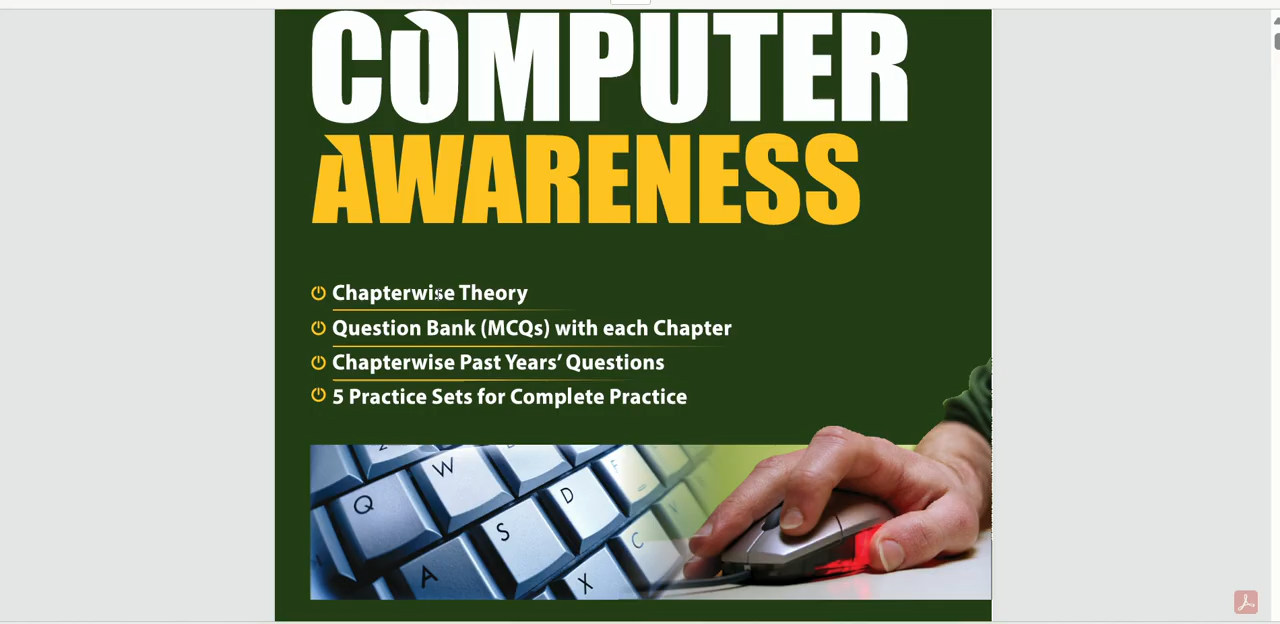 COMPUTER
AWARENESS
Chapterwise Theory
Question Bank (MCQs) with each Chapter
Chapterwise Past Years’ Questions
5 Practice Sets for Complete Practice
W
Q
D
S
C
A
X